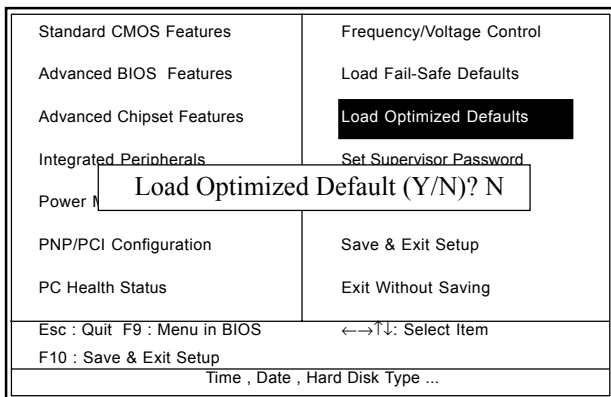 Standard CMOS Features
Frequency/Voltage Control
Advanced BIOS Features
Load Fail-Safe Defaults
Advanced Chipset Features
Load Optimized Defaults
Integrated Peripherals
Set Supervisor Password
Power
Load Optimized Default (Y/N)? N
PNP/PCI Configuration
Save & Exit Setup
PC Health Status
Exit Without Saving
Esc : Quit F9 : Menu in BIOS
←→↑↓: Select Item
F10 : Save & Exit Setup
Time , Date , Hard Disk Type ...